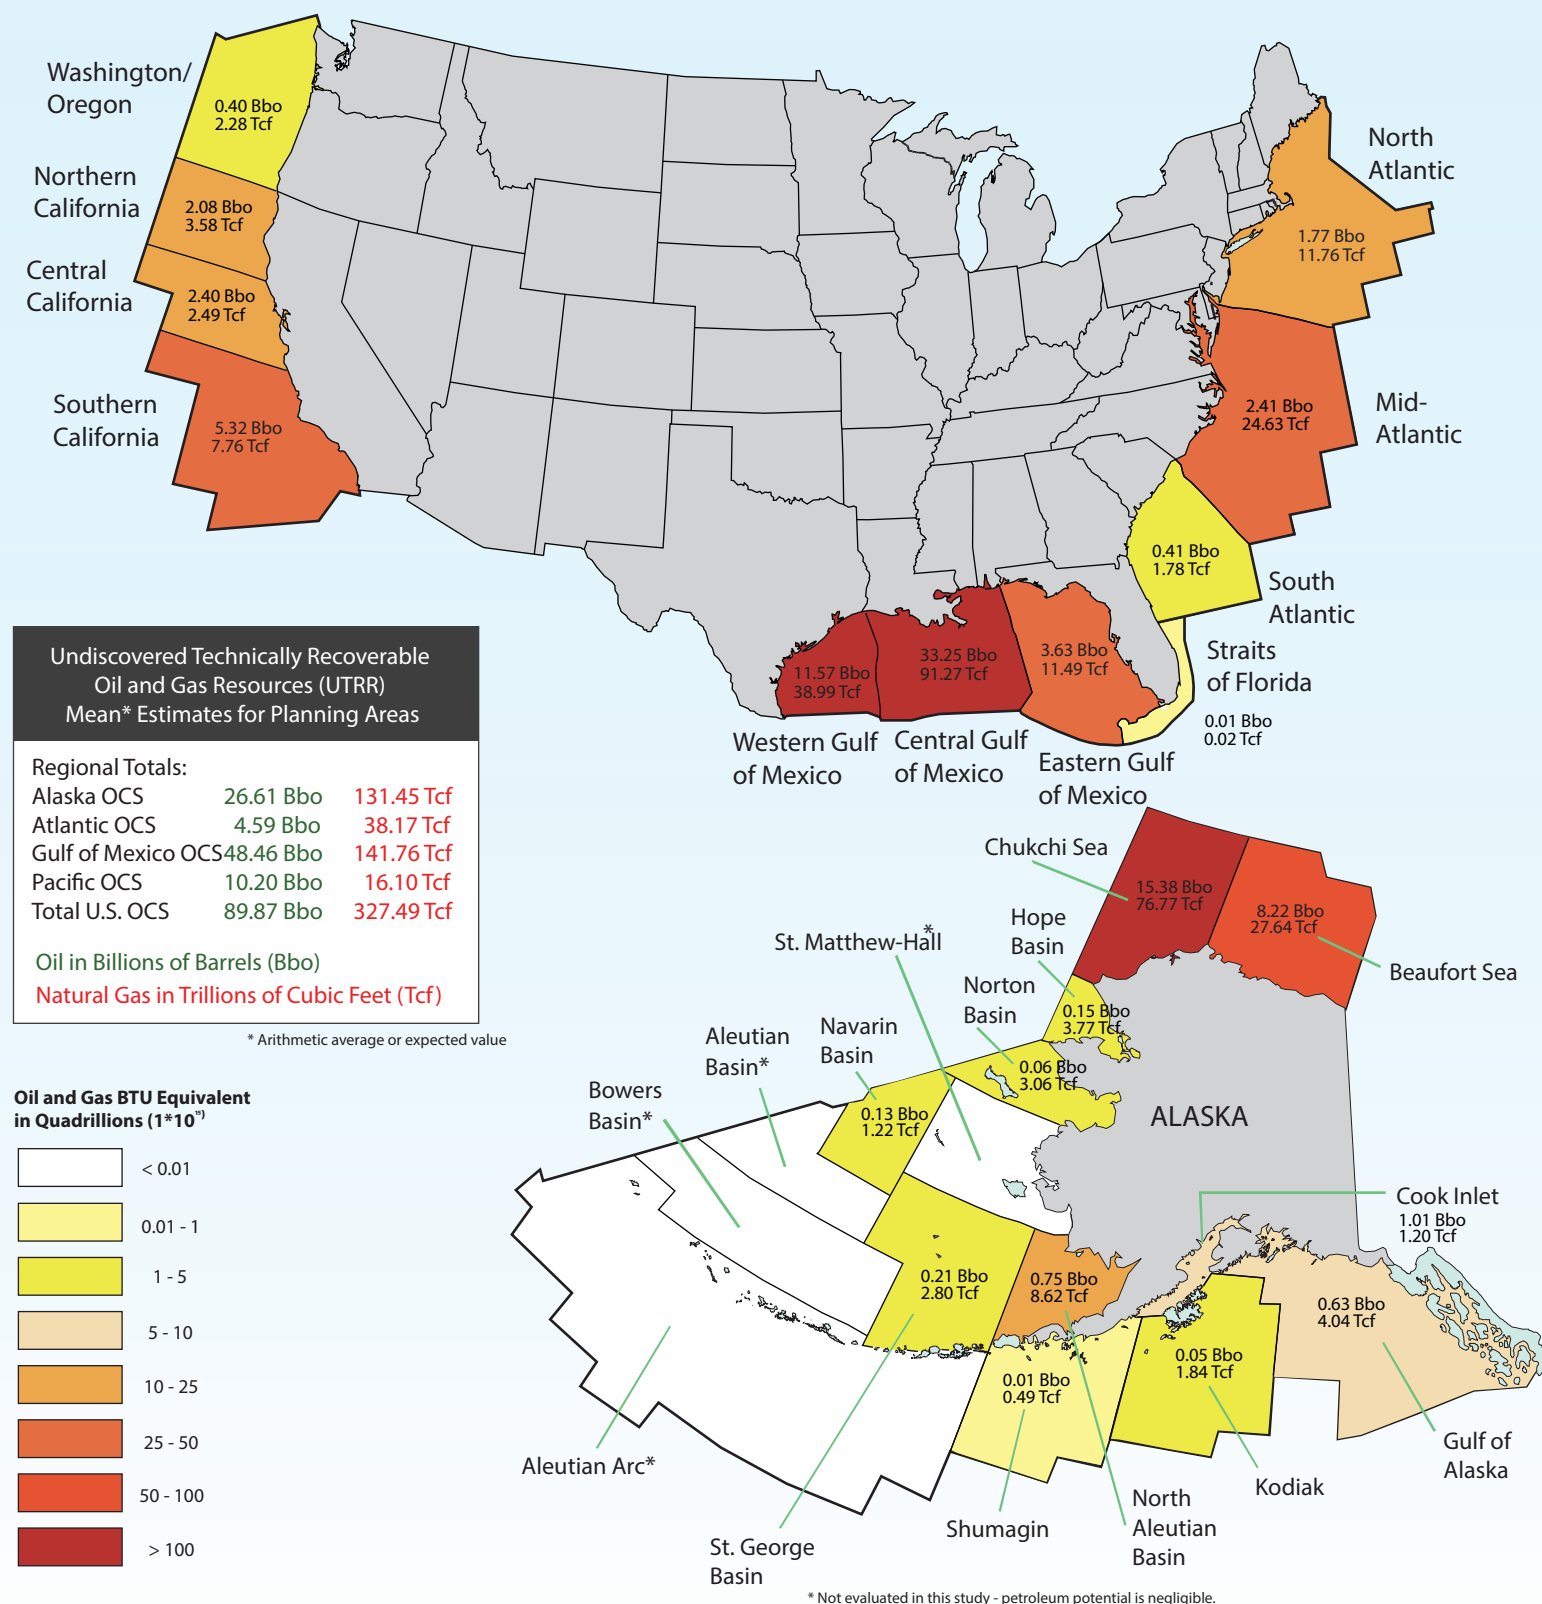 Washington/
Oregon
0.40 Bbo
2.28 Tcf
Northern
California
2.08 Bbo
3.58 Tcf
Central
California
2.40 Bbo
2.49 Tcf
Southern
California
5.32 Bbo
7.76 Tcf
North
Atlantic
1.77 Bbo
11.76 Tcf
Mid-
Atlantic
2.41 Bbo
24.63 Tcf
0.41 Bbo
1.78 Tcf
South
Atlantic
Straits
of Florida
0.01 Bbo
0.02 Tcf
11.57 Bbo
38.99 Tcf
33.25 Bbo
91.27 Tcf
3.63 Bbo
11.49 Tcf
Western Gulf
of Mexico
Central Gulf
of Mexico
Eastern Gulf
of Mexico
Undiscovered Technically Recoverable
Oil and Gas Resources (UTRR)
Mean* Estimates for Planning Areas
Regional Totals:
Alaska OCS 26.61 Bbo 131.45 Tcf
Atlantic OCS 4.59 Bbo 38.17 Tcf
Gulf of Mexico OCS 48.46 Bbo 141.76 Tcf
Pacific OCS 10.20 Bbo 16.10 Tcf
Total U.S. OCS 89.87 Bbo 327.49 Tcf
Oil in Billions of Barrels (Bbo)
Natural Gas in Trillions of Cubic Feet (Tcf)
* Arithmetic average or expected value
Oil and Gas BTU Equivalent
in Quadrillions (1*10¹⁵)
< 0.01
0.01 - 1
1 - 5
5 - 10
10 - 25
25 - 50
50 - 100
> 100
Chukchi Sea
15.38 Bbo
76.77 Tcf
8.22 Bbo
27.64 Tcf
Beaufort Sea
Hope
Basin
0.15 Bbo
3.77 Tcf
St. Matthew-Hall*
Norton
Basin
0.06 Bbo
3.06 Tcf
Navarin
Basin
0.13 Bbo
1.22 Tcf
Aleutian
Basin*
Bowers
Basin*
ALASKA
Cook Inlet
1.01 Bbo
1.20 Tcf
0.21 Bbo
2.80 Tcf
0.75 Bbo
8.62 Tcf
0.63 Bbo
4.04 Tcf
0.05 Bbo
1.84 Tcf
0.01 Bbo
0.49 Tcf
Aleutian Arc*
St. George
Basin
Shumagin
North
Aleutian
Basin
Kodiak
Gulf of
Alaska
* Not evaluated in this study - petroleum potential is negligible.